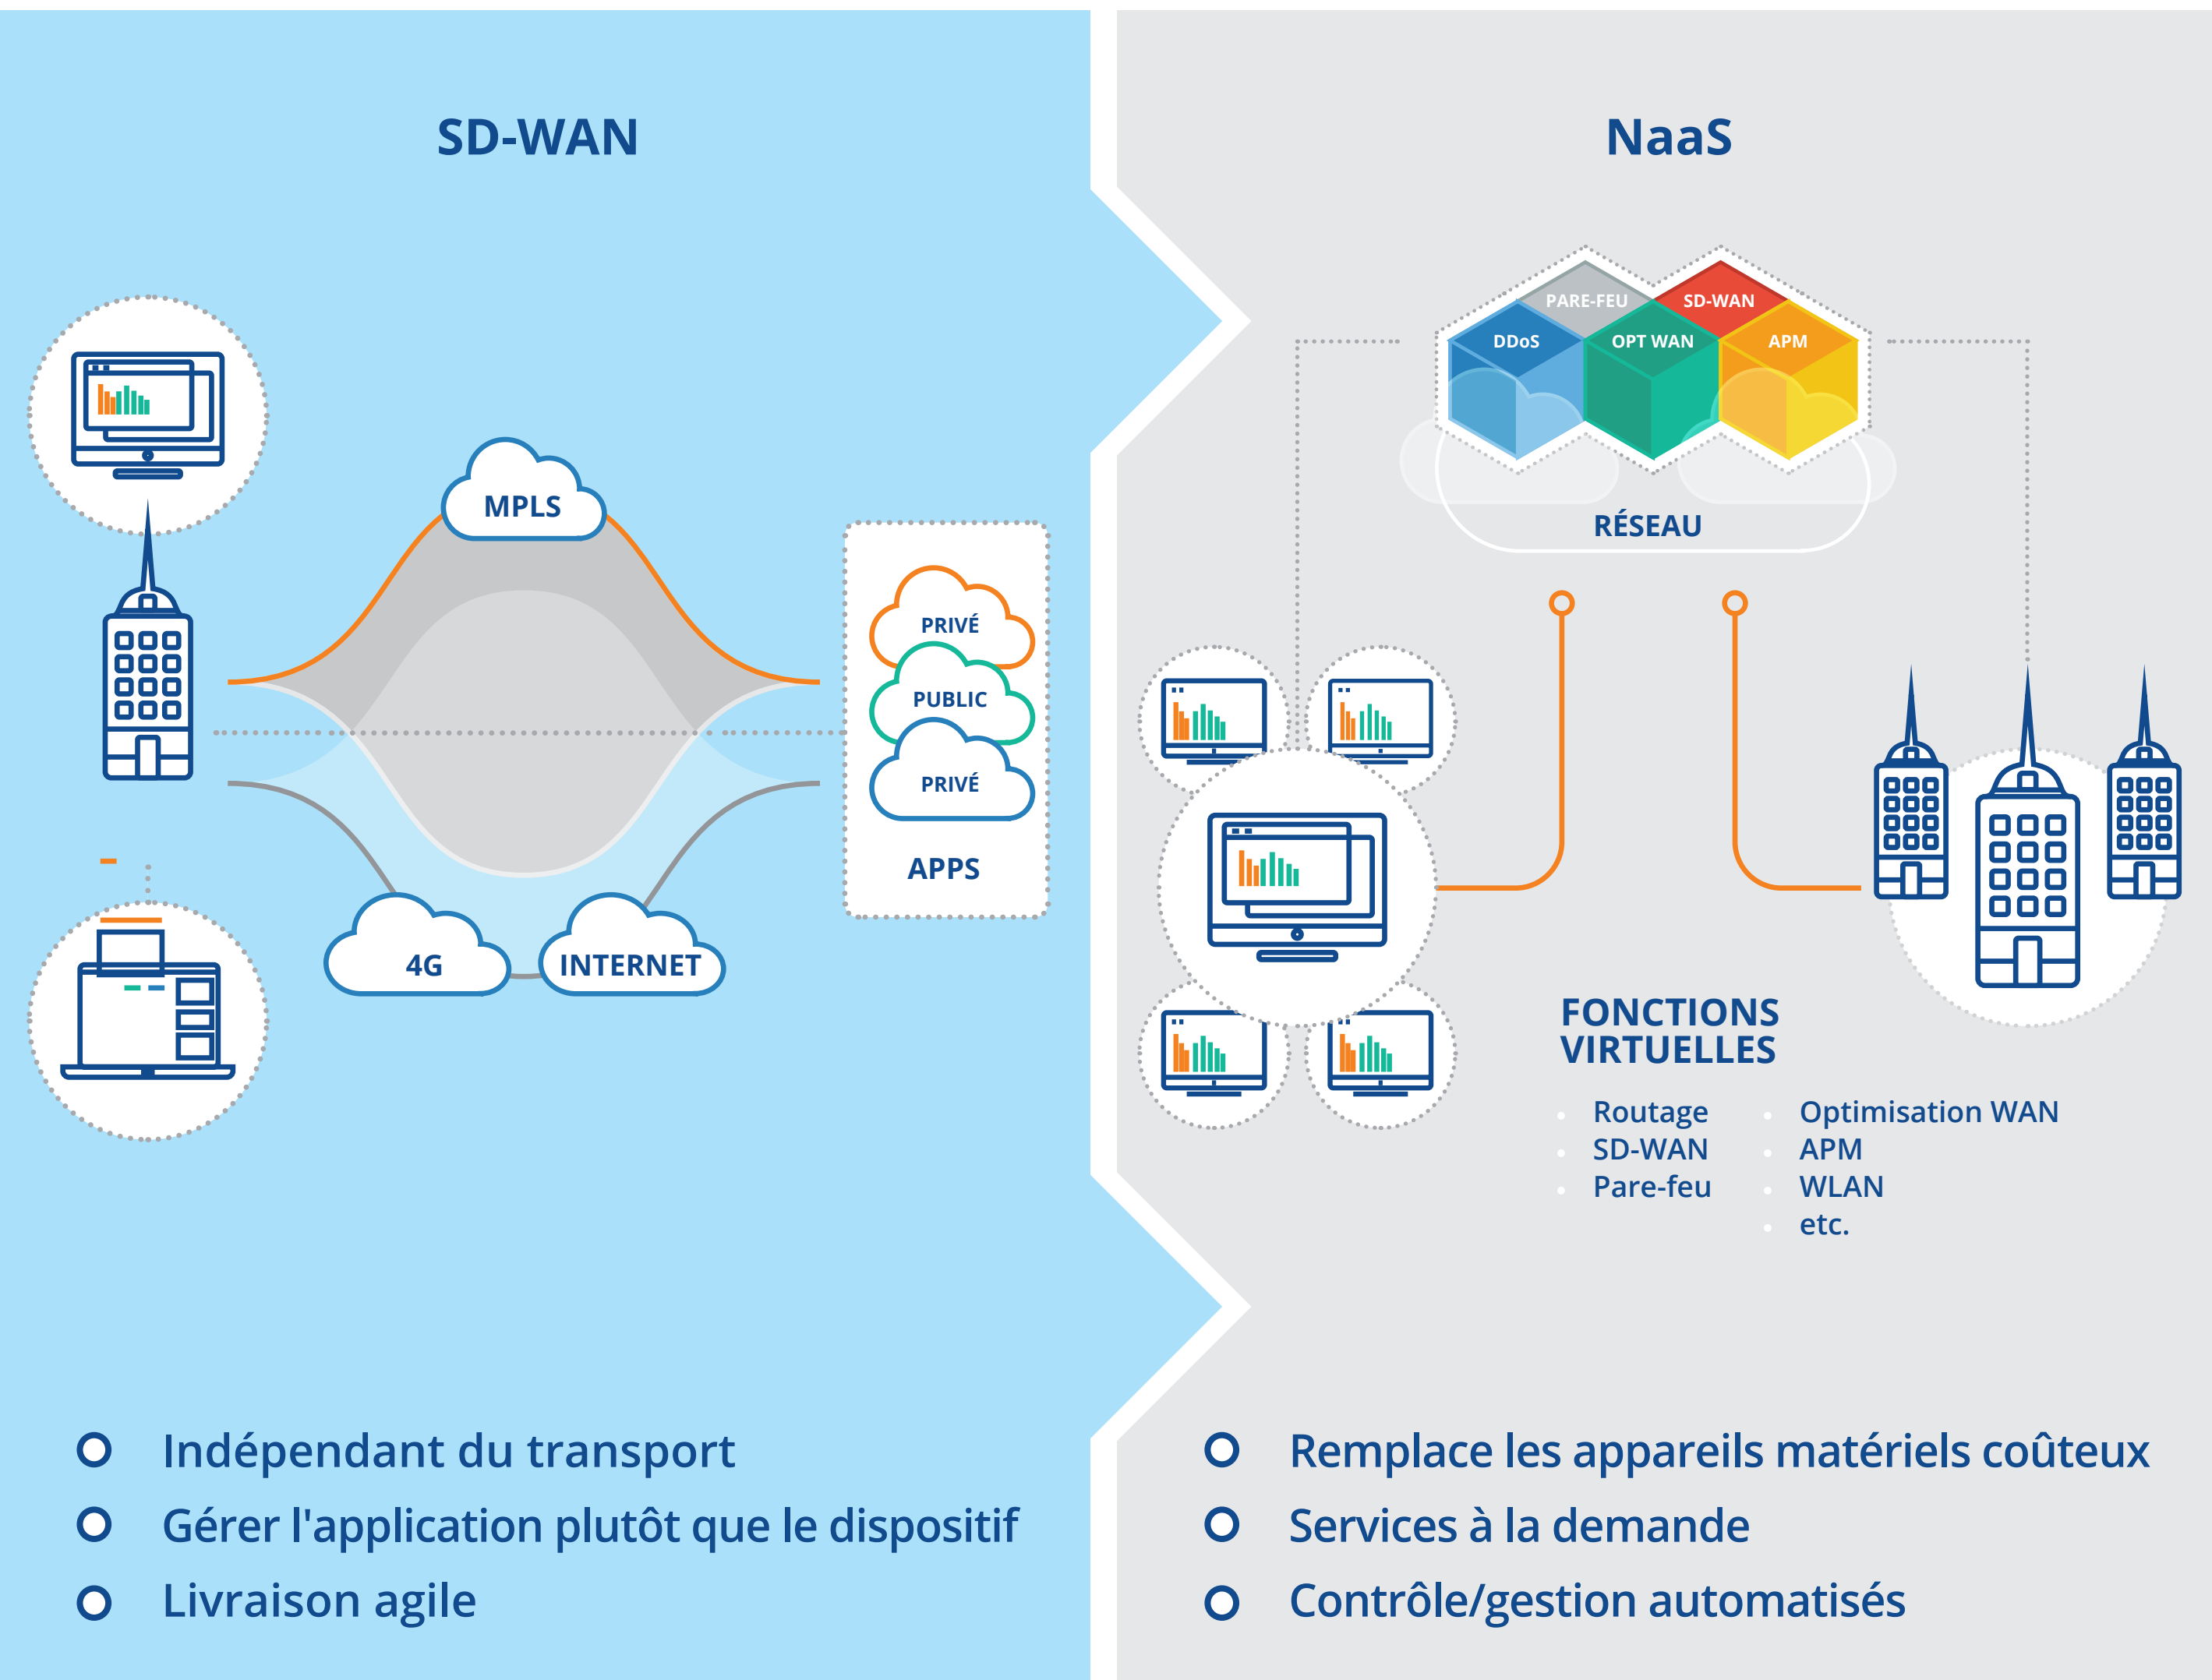 SD-WAN
MPLS
PRIVÉ
PUBLIC
PRIVÉ
APPS
4G
INTERNET
Indépendant du transport
Gérer l'application plutôt que le dispositif
Livraison agile
NaaS
PARE-FEU
SD-WAN
DDoS
OPT WAN
APM
RÉSEAU
FONCTIONS
VIRTUELLES
Routage
SD-WAN
Pare-feu
Optimisation WAN
APM
WLAN
etc.
Remplace les appareils matériels coûteux
Services à la demande
Contrôle/gestion automatisés